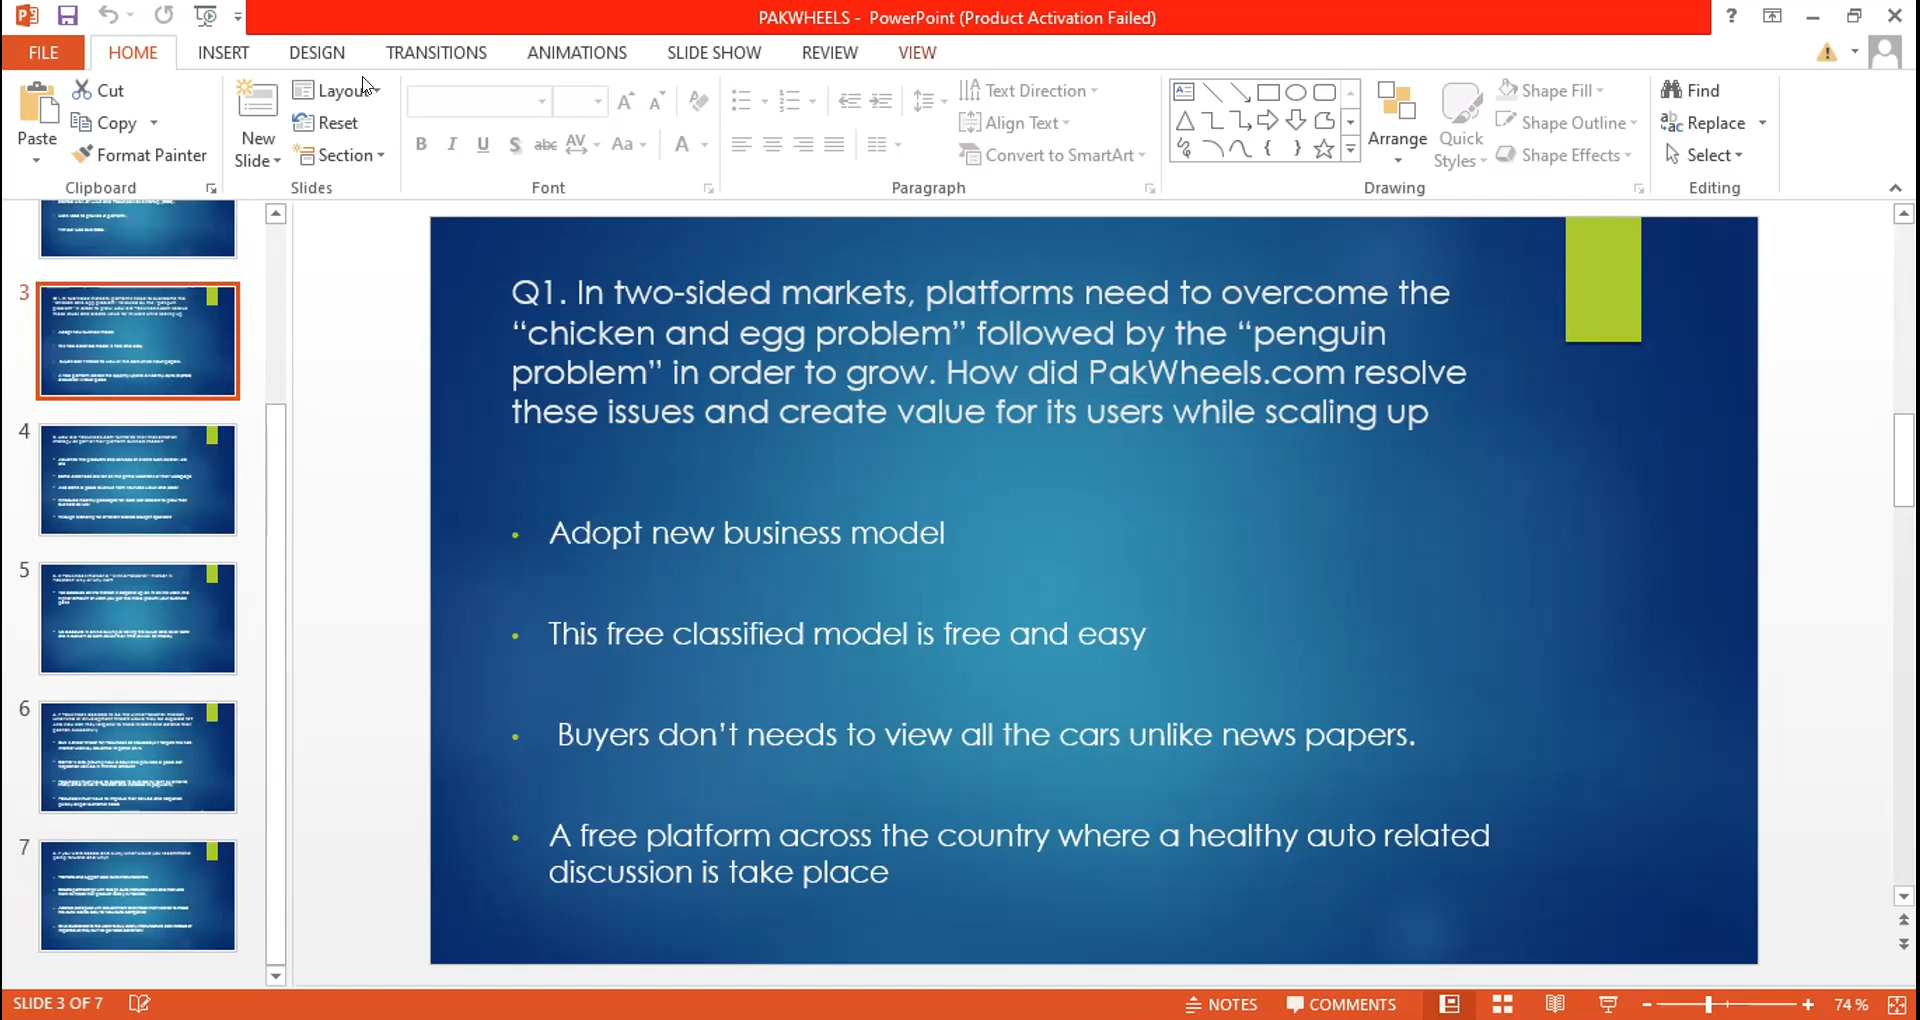 PAKWHEELS - PowerPoint (Product Activation Failed)
FILE HOME INSERT DESIGN TRANSITIONS ANIMATIONS SLIDE SHOW REVIEW VIEW
Paste
Cut
Copy
Format Painter
Clipboard
New
Slide
Layout
Reset
Section
Slides
Font
Text Direction
Align Text
Convert to SmartArt
Paragraph
Arrange
Quick
Styles
Shape Fill
Shape Outline
Shape Effects
Drawing
Find
Replace
Select
Editing
3
4
5
6
7
Q1. In two-sided markets, platforms need to overcome the
“chicken and egg problem” followed by the “penguin
problem” in order to grow. How did PakWheels.com resolve
these issues and create value for its users while scaling up
• Adopt new business model
• This free classified model is free and easy
• Buyers don’t needs to view all the cars unlike news papers.
• A free platform across the country where a healthy auto related
discussion is take place
SLIDE 3 OF 7
NOTES COMMENTS 74 %